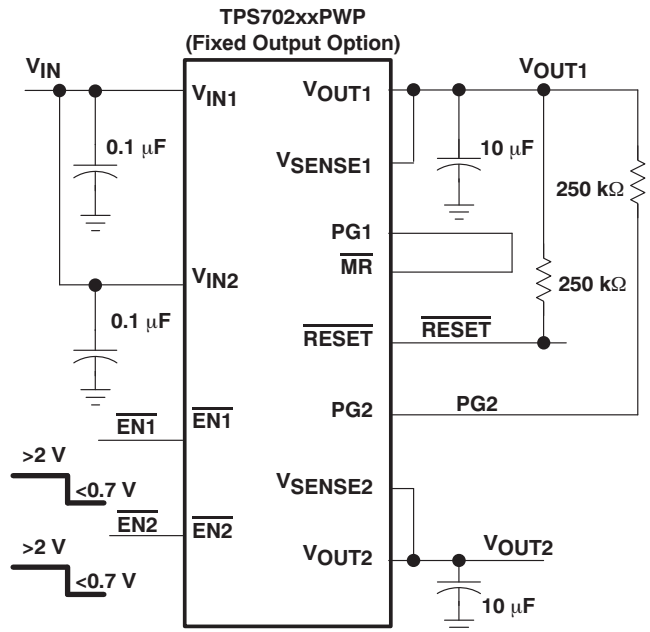 TPS702xxPWP
(Fixed Output Option)
VIN
VIN1
VOUT1
VOUT1
0.1 µF
VSENSE1
10 µF
250 kΩ
PG1
MR
VIN2
250 kΩ
0.1 µF
RESET
RESET
EN1
EN1
PG2
PG2
>2 V
<0.7 V
VSENSE2
EN2
EN2
>2 V
VOUT2
VOUT2
<0.7 V
10 µF